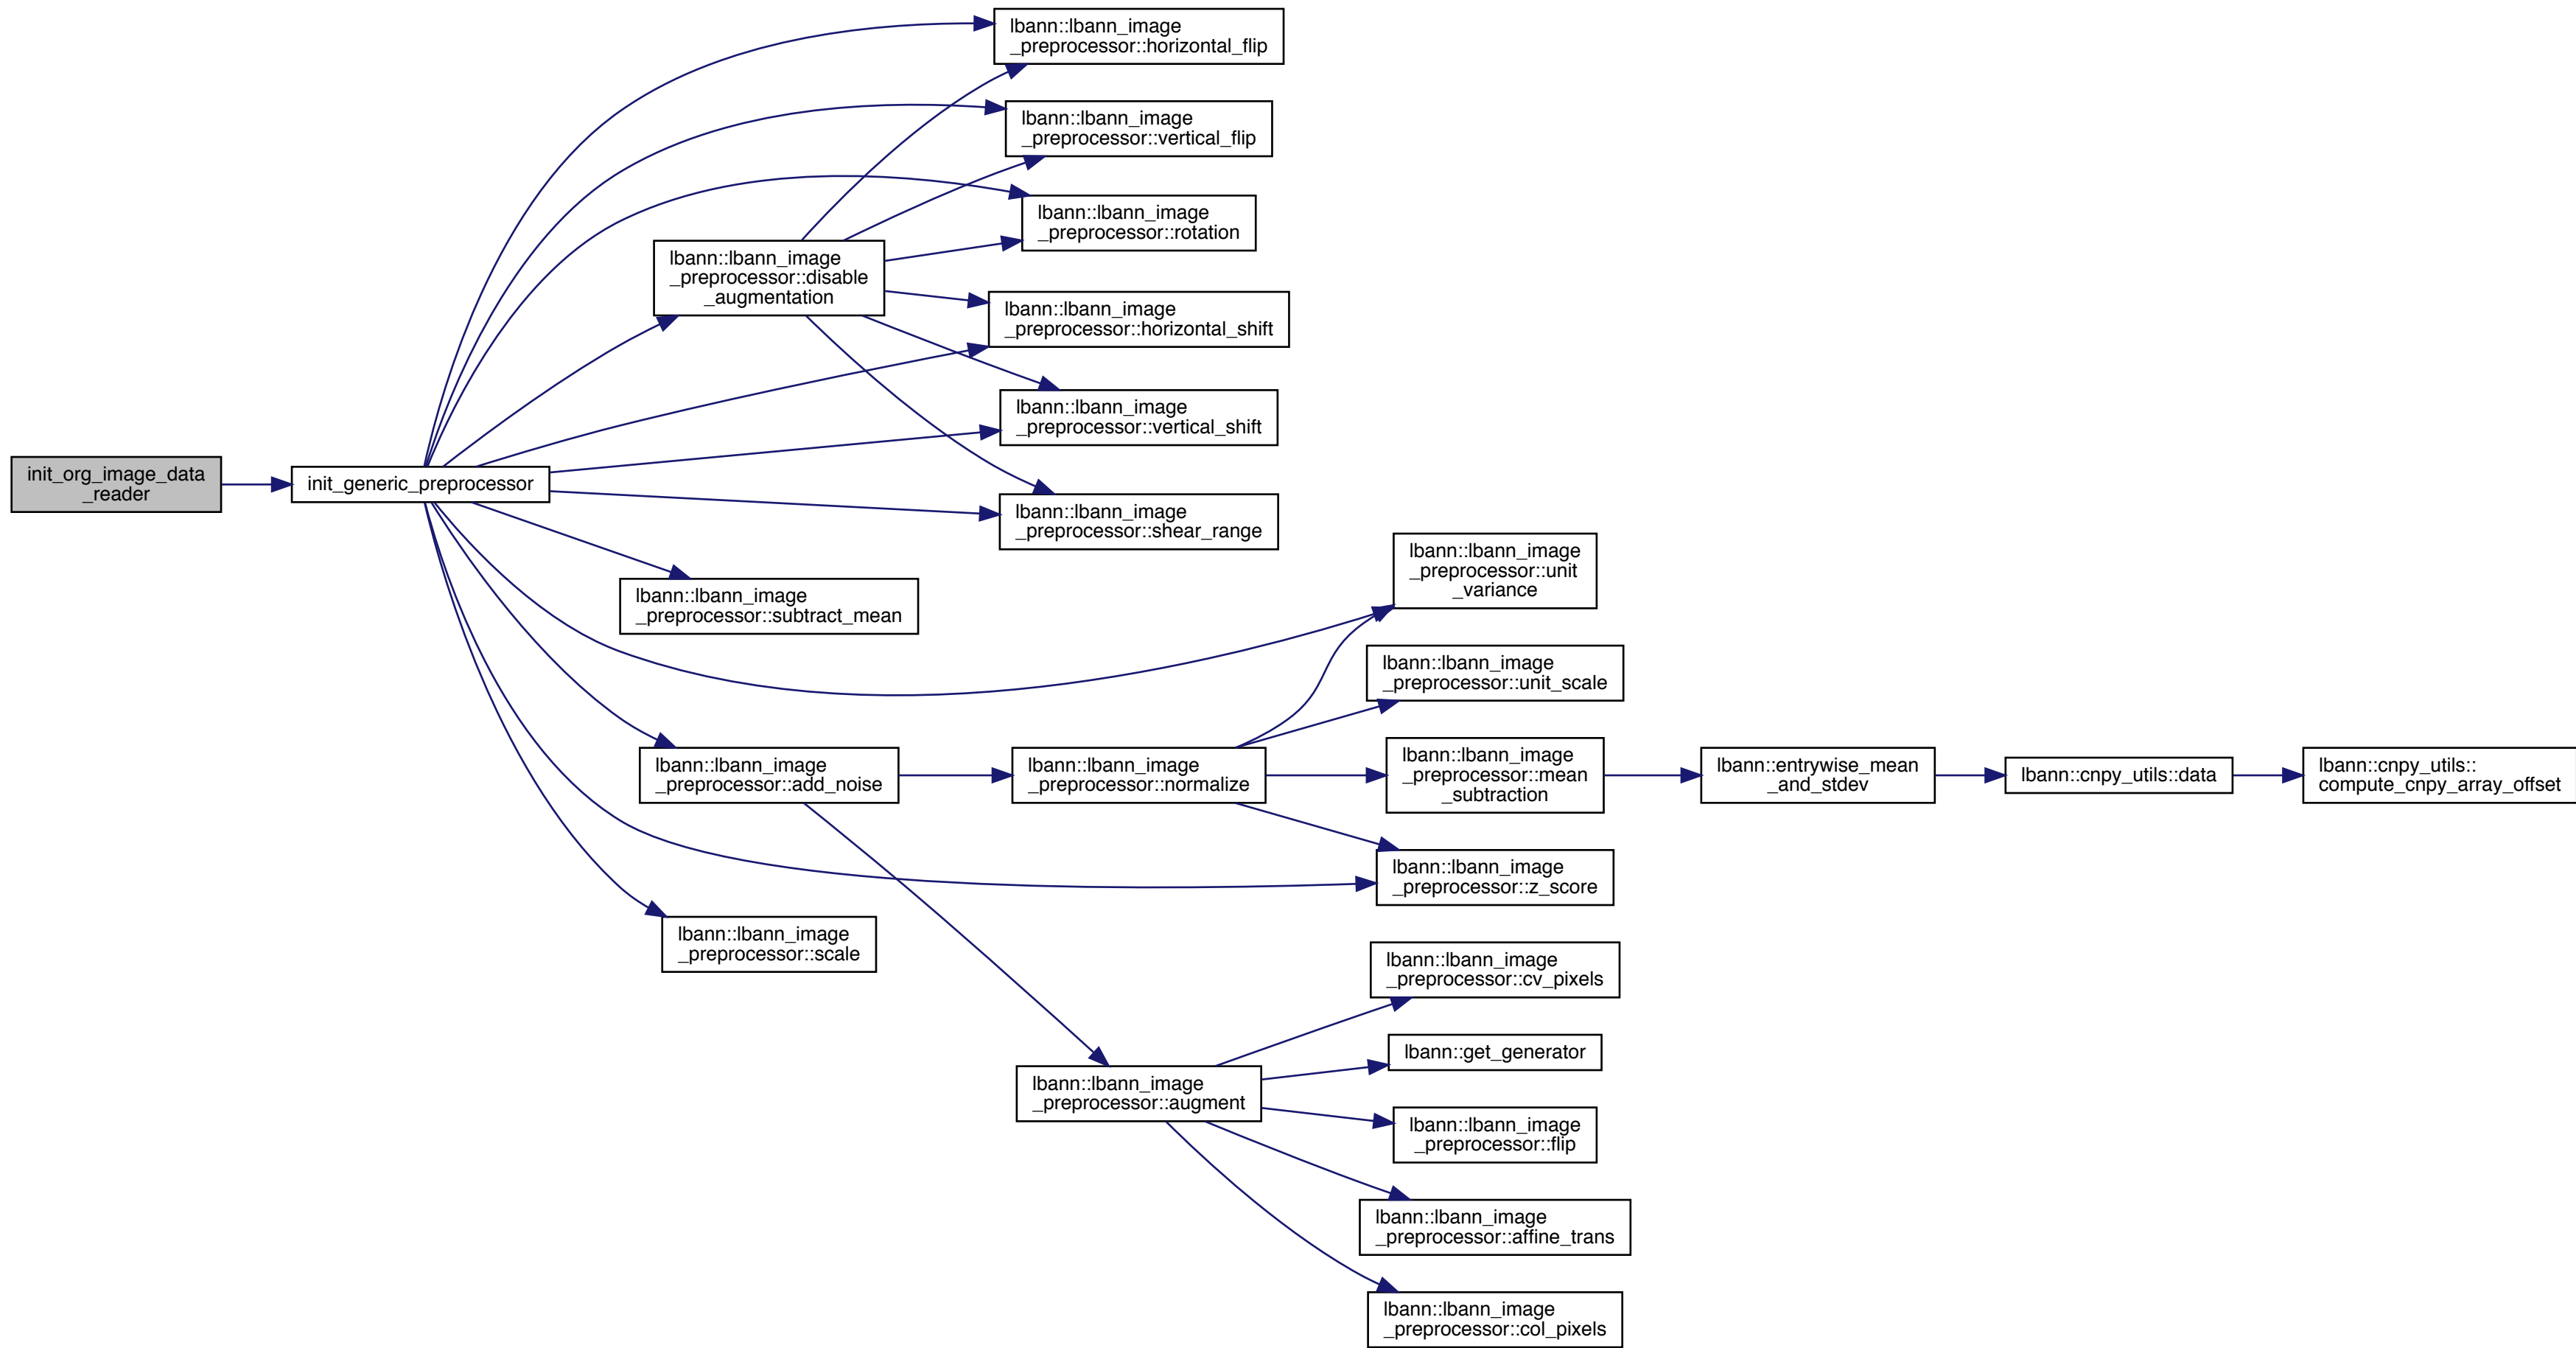 lbann::lbann_image
_preprocessor::horizontal_flip
lbann::lbann_image
_preprocessor::vertical_flip
lbann::lbann_image
_preprocessor::rotation
lbann::lbann_image
_preprocessor::disable
_augmentation
lbann::lbann_image
_preprocessor::horizontal_shift
lbann::lbann_image
_preprocessor::vertical_shift
init_org_image_data
_reader
init_generic_preprocessor
lbann::lbann_image
_preprocessor::shear_range
lbann::lbann_image
_preprocessor::unit
_variance
lbann::lbann_image
_preprocessor::subtract_mean
lbann::lbann_image
_preprocessor::unit_scale
lbann::lbann_image
_preprocessor::add_noise
lbann::lbann_image
_preprocessor::normalize
lbann::lbann_image
_preprocessor::mean
_subtraction
lbann::entrywise_mean
_and_stdev
lbann::cnpy_utils::data
lbann::cnpy_utils::
compute_cnpy_array_offset
lbann::lbann_image
_preprocessor::z_score
lbann::lbann_image
_preprocessor::scale
lbann::lbann_image
_preprocessor::cv_pixels
lbann::get_generator
lbann::lbann_image
_preprocessor::augment
lbann::lbann_image
_preprocessor::flip
lbann::lbann_image
_preprocessor::affine_trans
lbann::lbann_image
_preprocessor::col_pixels